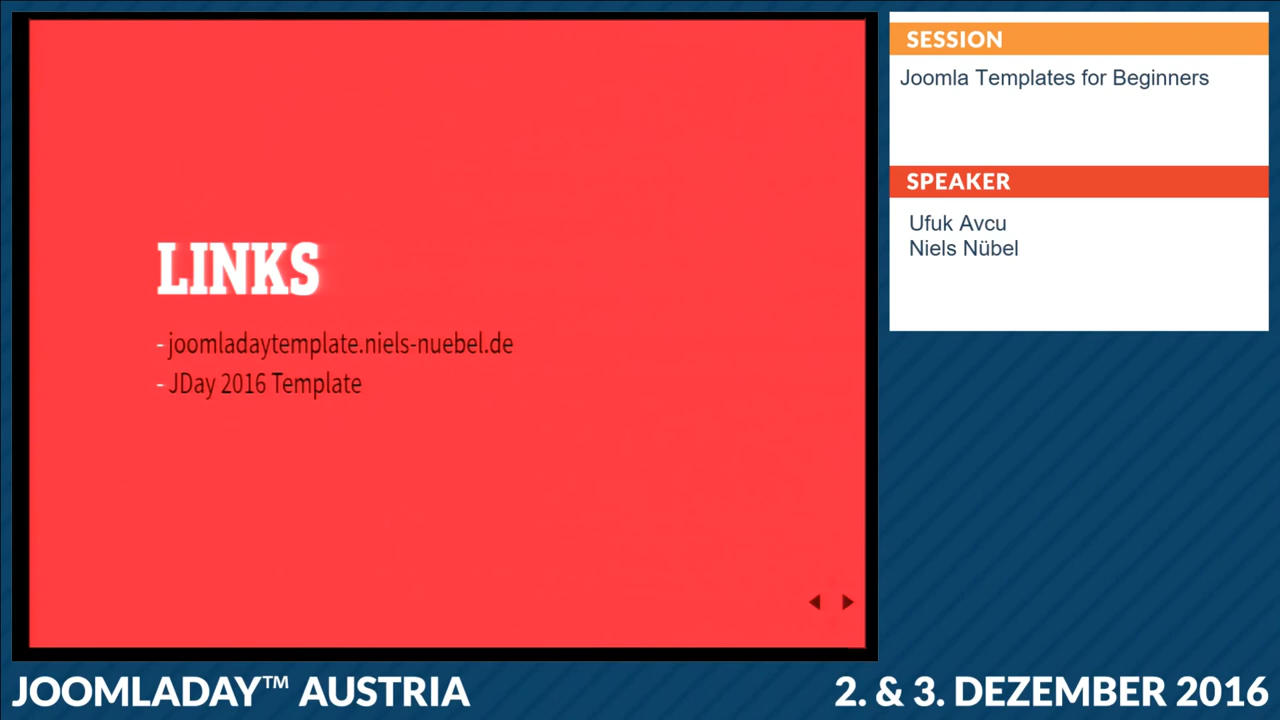 LINKS
- joomladaytemplate.niels-nuebel.de
- JDay 2016 Template
SESSION
Joomla Templates for Beginners
SPEAKER
Ufuk Avcu
Niels Nübel
JOOMLADAY™ AUSTRIA
2. & 3. DEZEMBER 2016